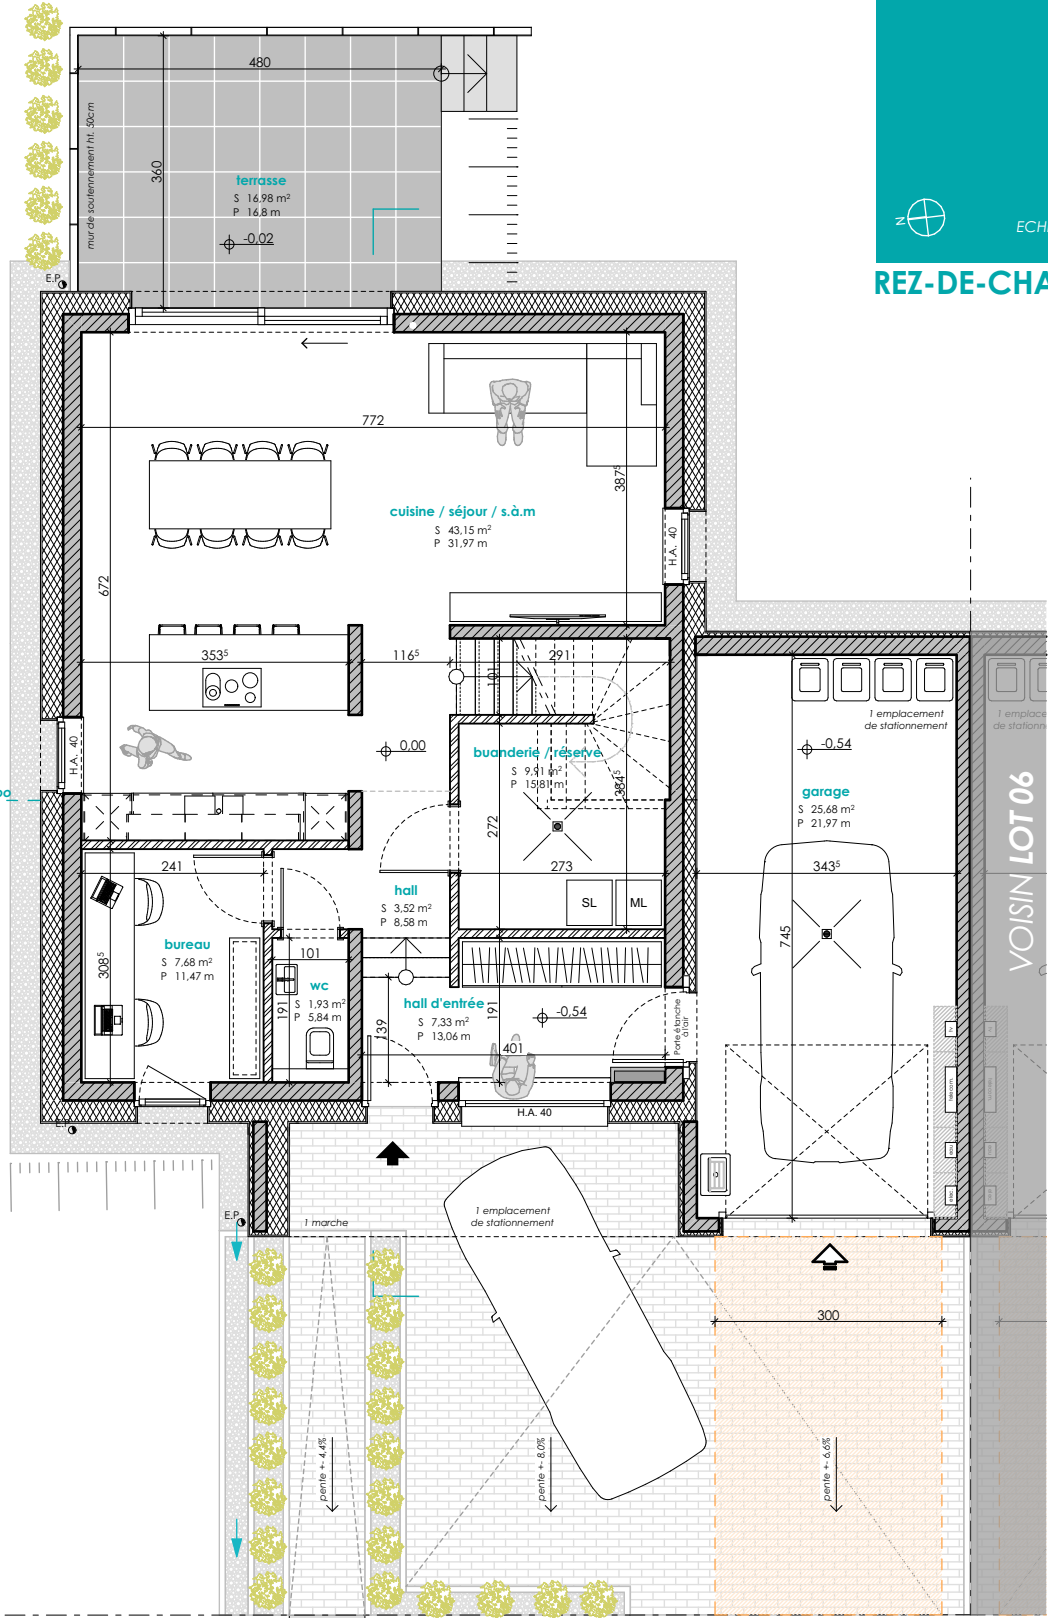 480
mur de soutennement ht. 50cm
360
terrasse
S 16,98 m²
P 16,8 m
-0,02
N
ECH
REZ-DE-CHA
E.P.
772
387⁵
cuisine / séjour / s.à.m
S 43,15 m²
P 31,97 m
H.A. 40
672
353⁵
116⁵
291
101
H.A. 40
0,00
buanderie / réserve
S 9,91 m²
P 15,81 m
384⁵
272
273
SL
ML
1 emplacement
de stationnement
-0,54
garage
S 25,68 m²
P 21,97 m
343⁵
745
1 emplace
de stationn
VOISIN LOT 06
241
hall
S 3,52 m²
P 8,58 m
bureau
S 7,68 m²
P 11,47 m
308⁵
101
wc
S 1,93 m²
P 5,84 m
191
139
hall d'entrée
S 7,33 m²
P 13,06 m
191
-0,54
401
Porte étanche
à l'air
H.A. 40
E.P.
E.P.
1 marche
1 emplacement
de stationnement
300
pente +- 4,4%
pente +- 8,0%
pente +- 6,6%